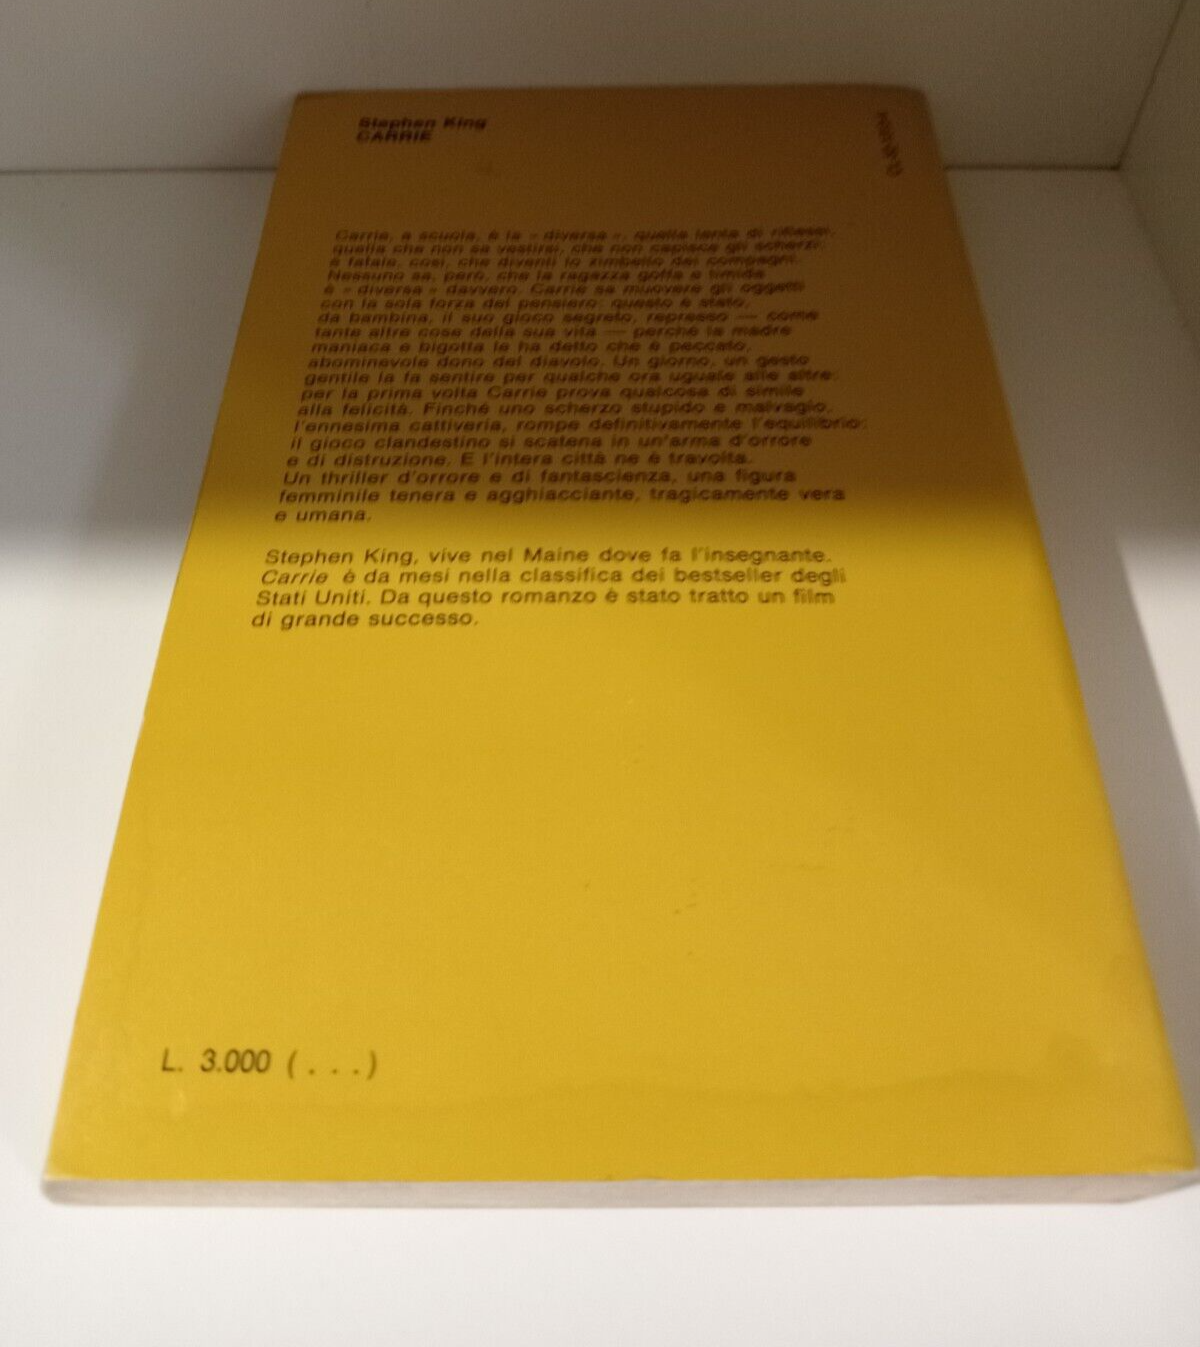 Stephen King
CARRIE
Carrie, a scuola, è la « diversa », quella lenta di riflessi,
quella che non sa vestirsi, che non capisce gli scherzi:
è fatale, così, che diventi lo zimbello dei compagni.
Nessuno sa, però, che la ragazza goffa e timida
è « diversa » davvero. Carrie sa muovere gli oggetti
con la sola forza del pensiero: questo è stato,
da bambina, il suo gioco segreto, represso — come
tante altre cose della sua vita — perché la madre
maniaca e bigotta le ha detto che è peccato,
abominevole dono del diavolo. Un giorno, un gesto
gentile la fa sentire per qualche ora uguale alle altre:
per la prima volta Carrie prova qualcosa di simile
alla felicità. Finché uno scherzo stupido e malvagio,
l'ennesima cattiveria, rompe definitivamente l'equilibrio:
il gioco clandestino si scatena in un'arma d'orrore
e di distruzione. E l'intera città ne è travolta.
Un thriller d'orrore e di fantascienza, una figura
femminile tenera e agghiacciante, tragicamente vera
e umana.
Stephen King, vive nel Maine dove fa l'insegnante.
Carrie è da mesi nella classifica dei bestseller degli
Stati Uniti. Da questo romanzo è stato tratto un film
di grande successo.
L. 3.000 (...)